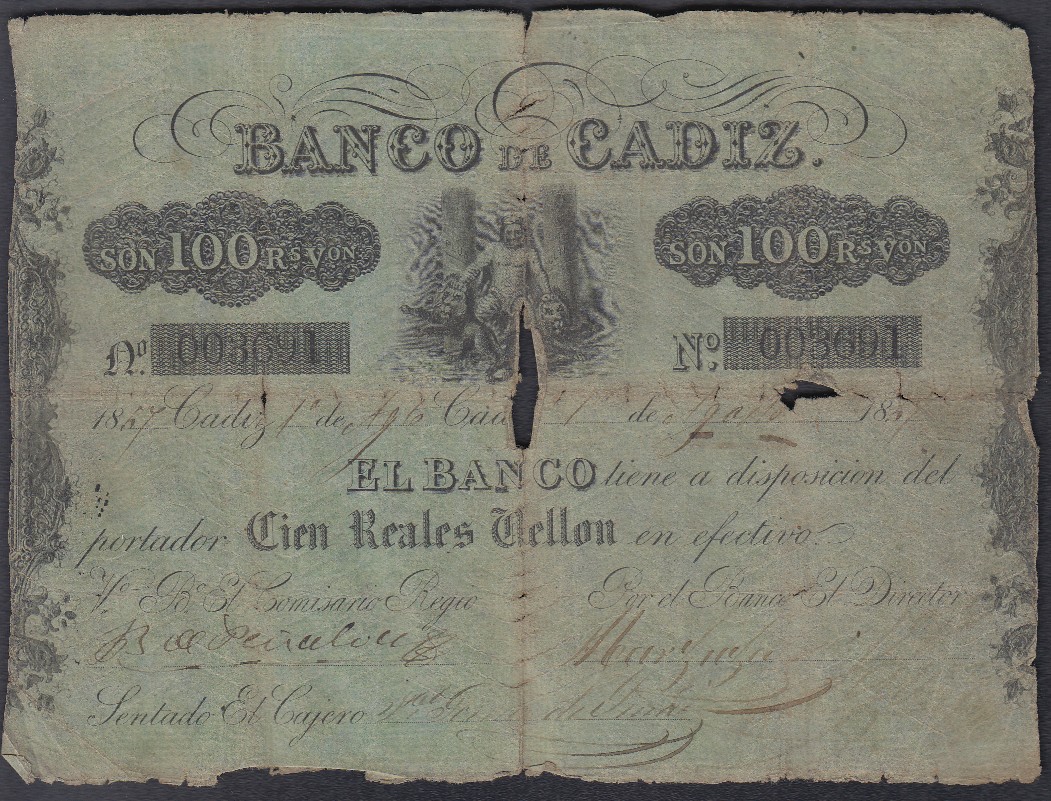 BANCO DE CADIZ.
SON 100 Rs Von SON 100 Rs Von
No. 003691 No. 003691
1857 Cadiz 1º de Cadiz 1º de 185
EL BANCO tiene a disposicion del
portador Cien Reales Vellon en efectivo.
Vo. Bo. El Comisario Regio Por el Banco El Director
Sentado El Cajero